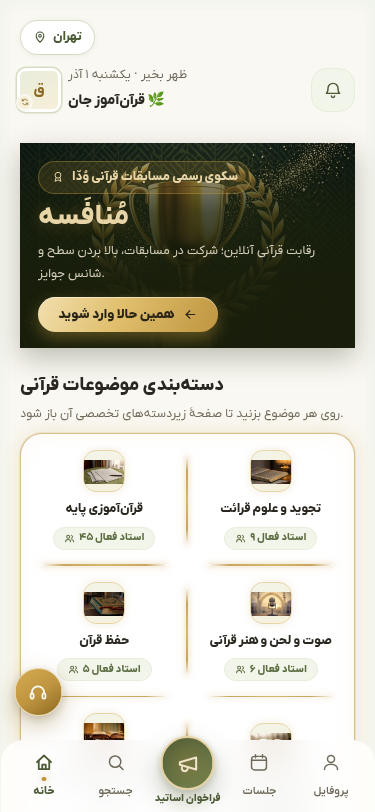 تهران
ظهر بخیر · یکشنبه ۱ آذر
قرآن‌آموز جان 🌿
ق
سکوی رسمی مسابقات قرآنی وُدّا
مُنافَسه
رقابت قرآنی آنلاین؛ شرکت در مسابقات، بالا بردن سطح و
شانس جوایز.
همین حالا وارد شوید ←
دسته‌بندی موضوعات قرآنی
روی هر موضوع بزنید تا صفحهٔ زیردسته‌های تخصصی آن باز شود.
تجوید و علوم قرائت
۹ استاد فعال
قرآن‌آموزی پایه
۴۵ استاد فعال
صوت و لحن و هنر قرآنی
۶ استاد فعال
حفظ قرآن
۵ استاد فعال
پروفایل
جلسات
فراخوان اساتید
جستجو
خانه